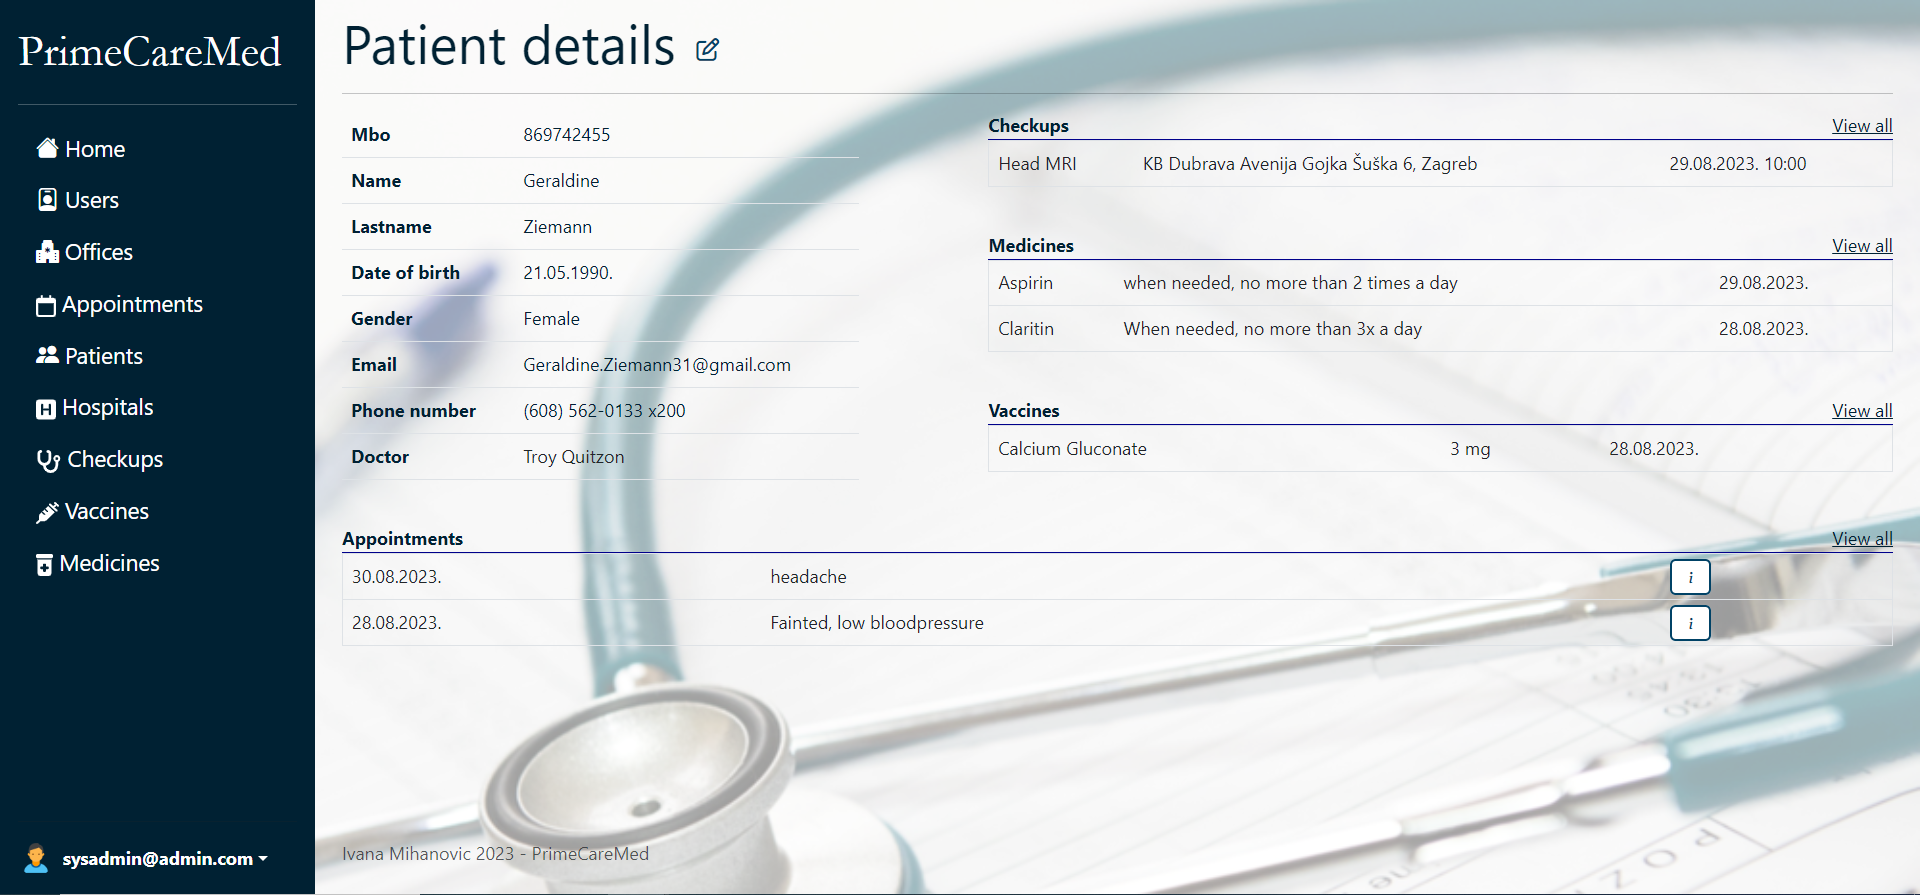 PrimeCareMed
Home
Users
Offices
Appointments
Patients
Hospitals
Checkups
Vaccines
Medicines
sysadmin@admin.com
Patient details
Mbo 869742455
Name Geraldine
Lastname Ziemann
Date of birth 21.05.1990.
Gender Female
Email Geraldine.Ziemann31@gmail.com
Phone number (608) 562-0133 x200
Doctor Troy Quitzon
Checkups View all
Head MRI KB Dubrava Avenija Gojka Šuška 6, Zagreb 29.08.2023. 10:00
Medicines View all
Aspirin when needed, no more than 2 times a day 29.08.2023.
Claritin When needed, no more than 3x a day 28.08.2023.
Vaccines View all
Calcium Gluconate 3 mg 28.08.2023.
Appointments View all
30.08.2023. headache i
28.08.2023. Fainted, low bloodpressure i
Ivana Mihanovic 2023 - PrimeCareMed